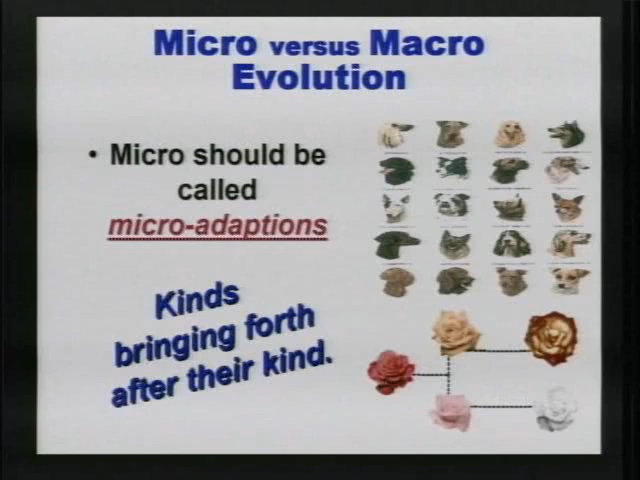 Micro versus Macro
Evolution
• Micro should be
called
micro-adaptions
Kinds
bringing forth
after their kind.